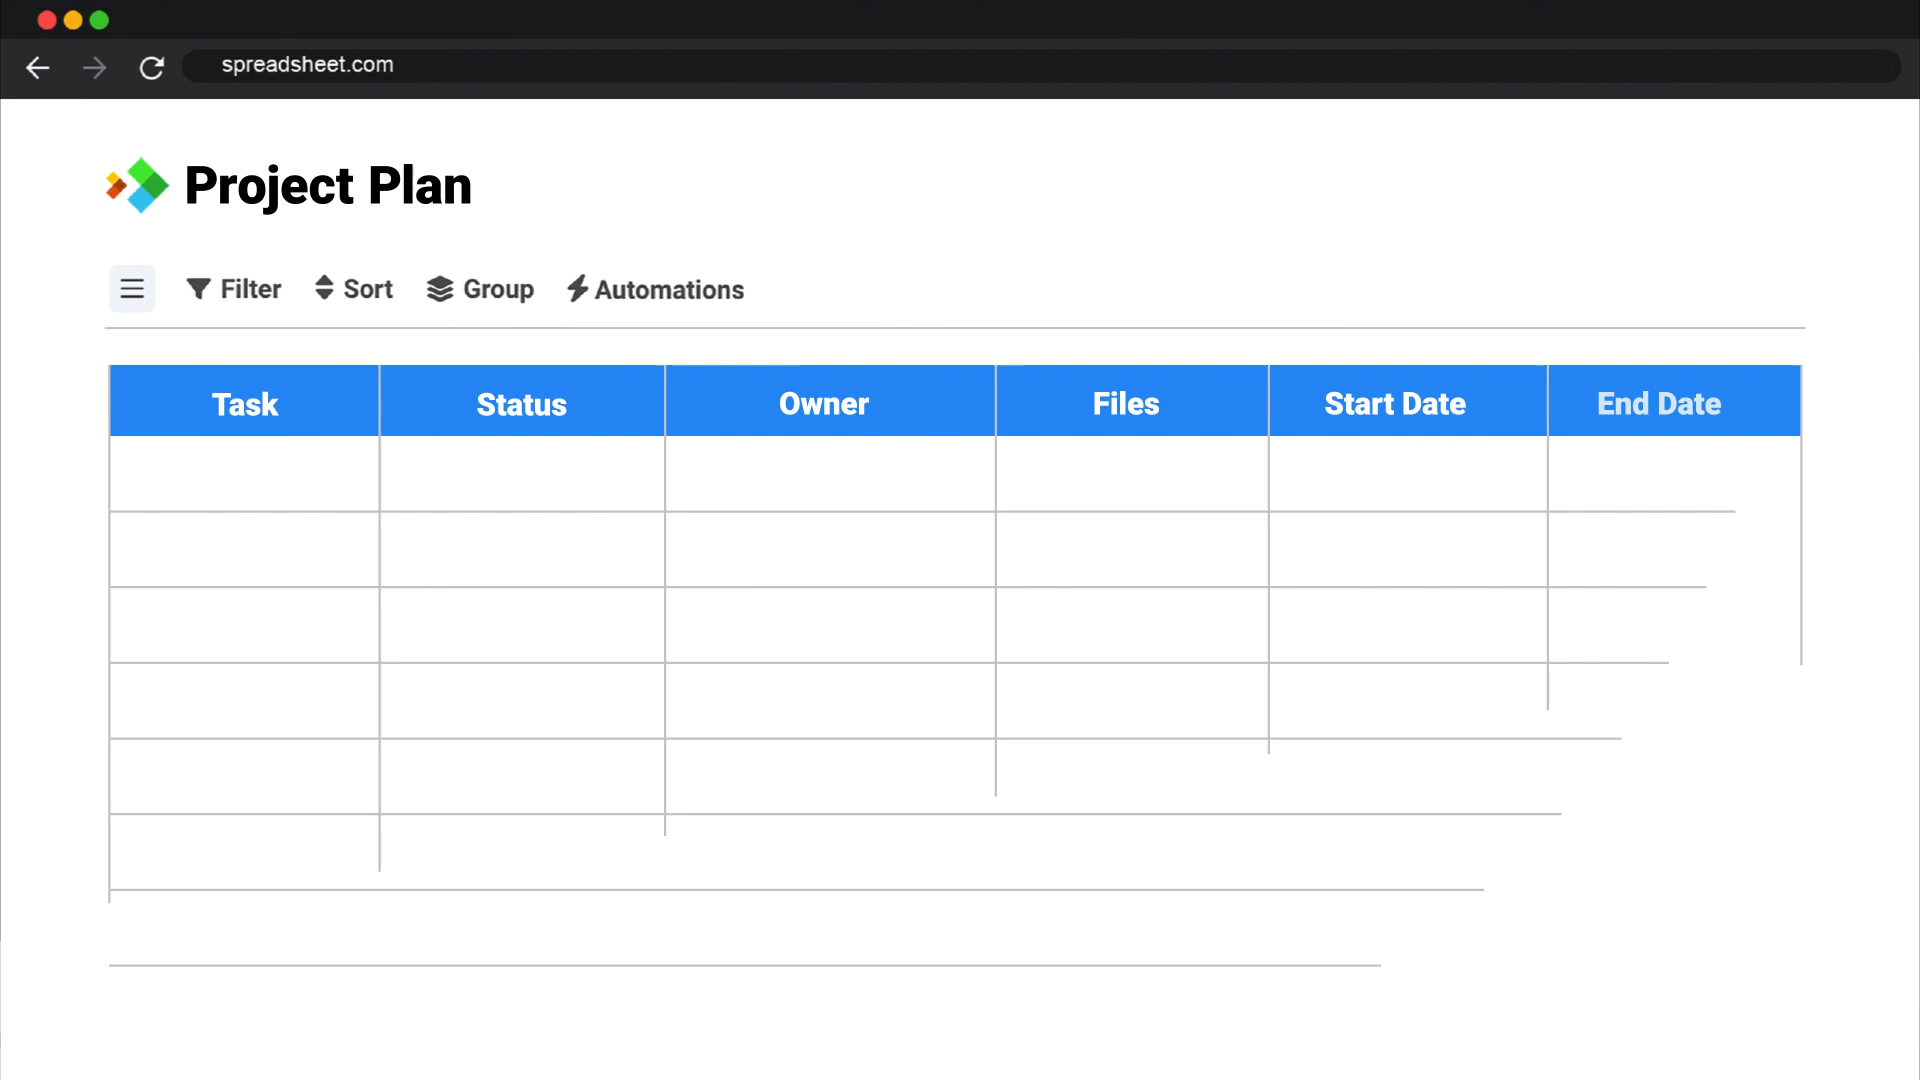 spreadsheet.com
Project Plan
Filter Sort Group Automations
Task Status Owner Files Start Date End Date